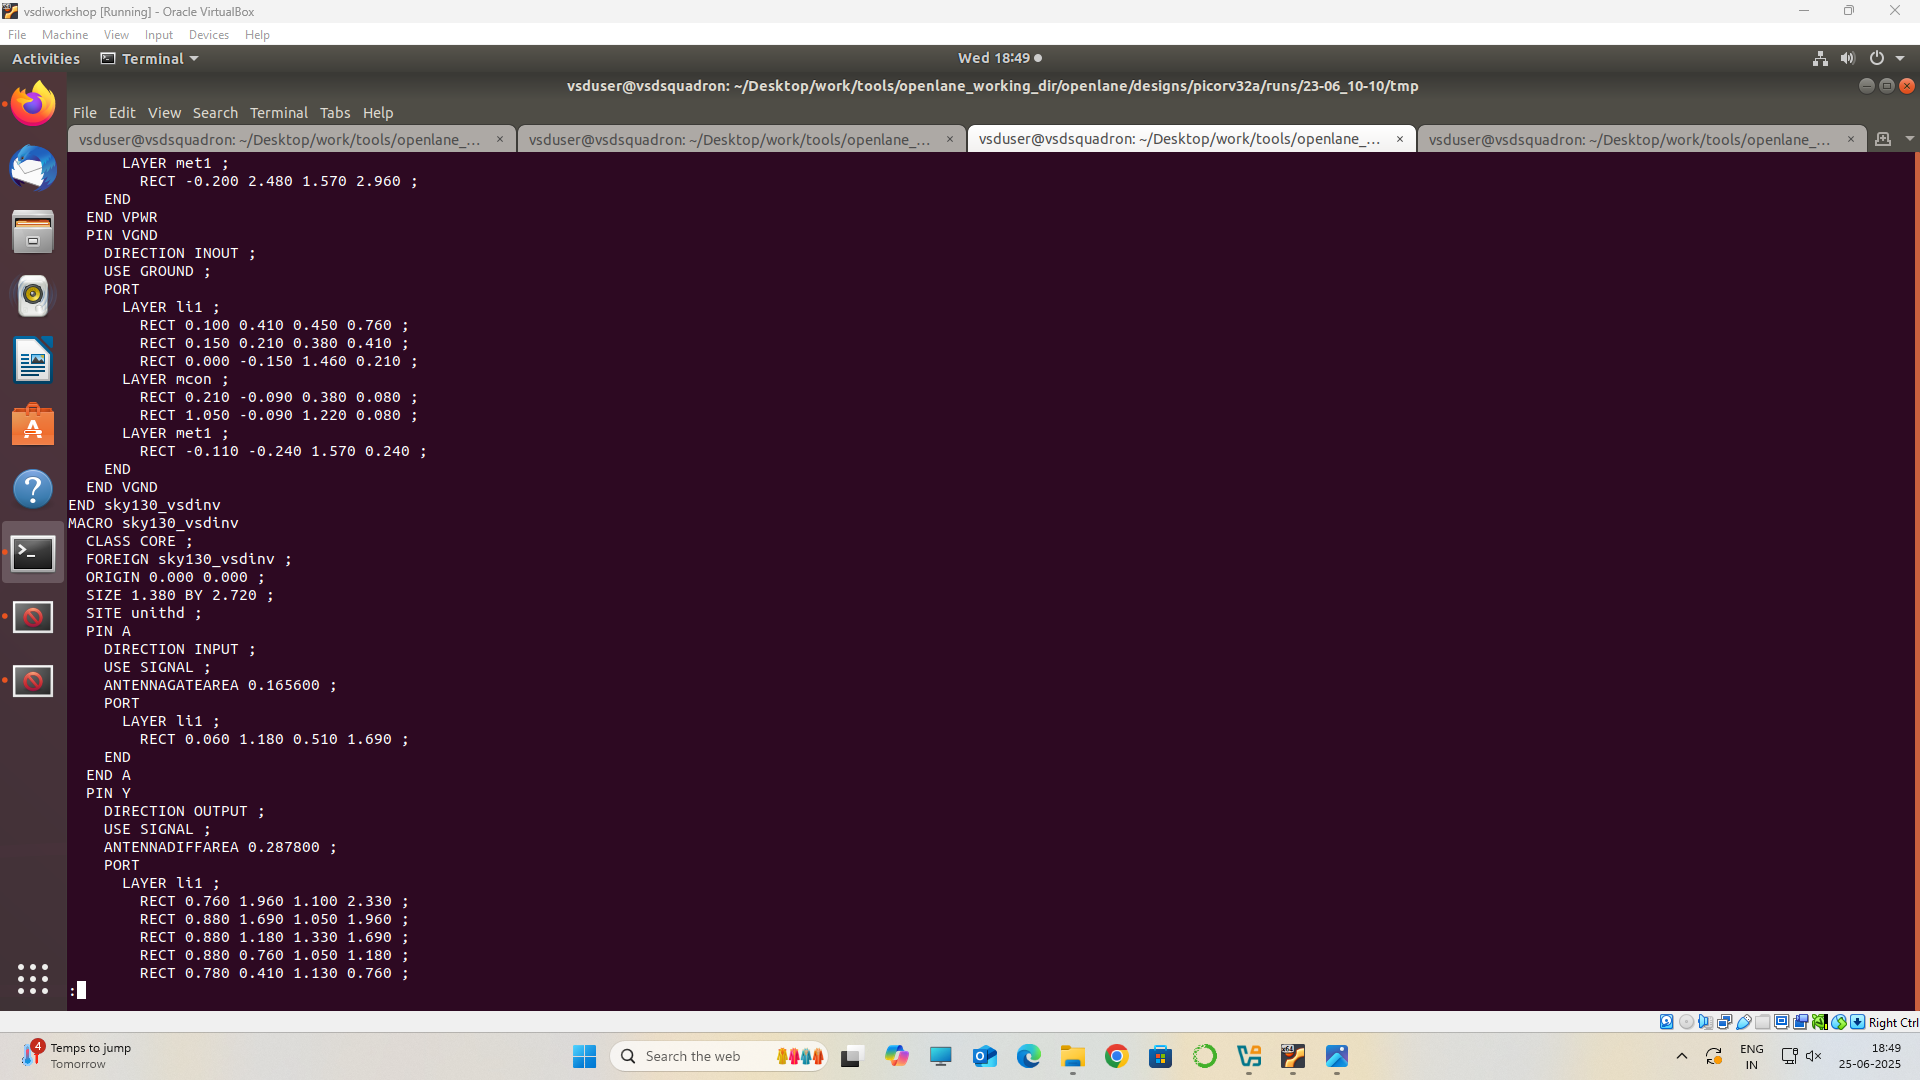 vsdiworkshop [Running] - Oracle VirtualBox
File Machine View Input Devices Help
Activities Terminal Wed 18:49
vsduser@vsdsquadron: ~/Desktop/work/tools/openlane_working_dir/openlane/designs/picorv32a/runs/23-06_10-10/tmp
File Edit View Search Terminal Tabs Help
vsduser@vsdsquadron: ~/Desktop/work/tools/openlane_... × vsduser@vsdsquadron: ~/Desktop/work/tools/openlane_... × vsduser@vsdsquadron: ~/Desktop/work/tools/openlane_... × vsduser@vsdsquadron: ~/Desktop/work/tools/openlane_... ×
LAYER met1 ;
RECT -0.200 2.480 1.570 2.960 ;
END
END VPWR
PIN VGND
DIRECTION INOUT ;
USE GROUND ;
PORT
LAYER li1 ;
RECT 0.100 0.410 0.450 0.760 ;
RECT 0.150 0.210 0.380 0.410 ;
RECT 0.000 -0.150 1.460 0.210 ;
LAYER mcon ;
RECT 0.210 -0.090 0.380 0.080 ;
RECT 1.050 -0.090 1.220 0.080 ;
LAYER met1 ;
RECT -0.110 -0.240 1.570 0.240 ;
END
END VGND
END sky130_vsdinv
MACRO sky130_vsdinv
CLASS CORE ;
FOREIGN sky130_vsdinv ;
ORIGIN 0.000 0.000 ;
SIZE 1.380 BY 2.720 ;
SITE unithd ;
PIN A
DIRECTION INPUT ;
USE SIGNAL ;
ANTENNAGATEAREA 0.165600 ;
PORT
LAYER li1 ;
RECT 0.060 1.180 0.510 1.690 ;
END
END A
PIN Y
DIRECTION OUTPUT ;
USE SIGNAL ;
ANTENNADIFFAREA 0.287800 ;
PORT
LAYER li1 ;
RECT 0.760 1.960 1.100 2.330 ;
RECT 0.880 1.690 1.050 1.960 ;
RECT 0.880 1.180 1.330 1.690 ;
RECT 0.880 0.760 1.050 1.180 ;
RECT 0.780 0.410 1.130 0.760 ;
:
Right Ctrl
4
Temps to jump
Tomorrow
Search the web
ENG
IN
18:49
25-06-2025